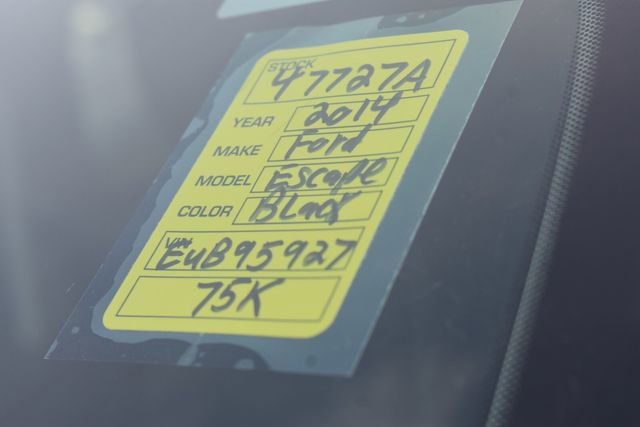 STOCK 47727A
YEAR 2014
MAKE Ford
MODEL Escape
COLOR Black
VIN EUB95927
75K